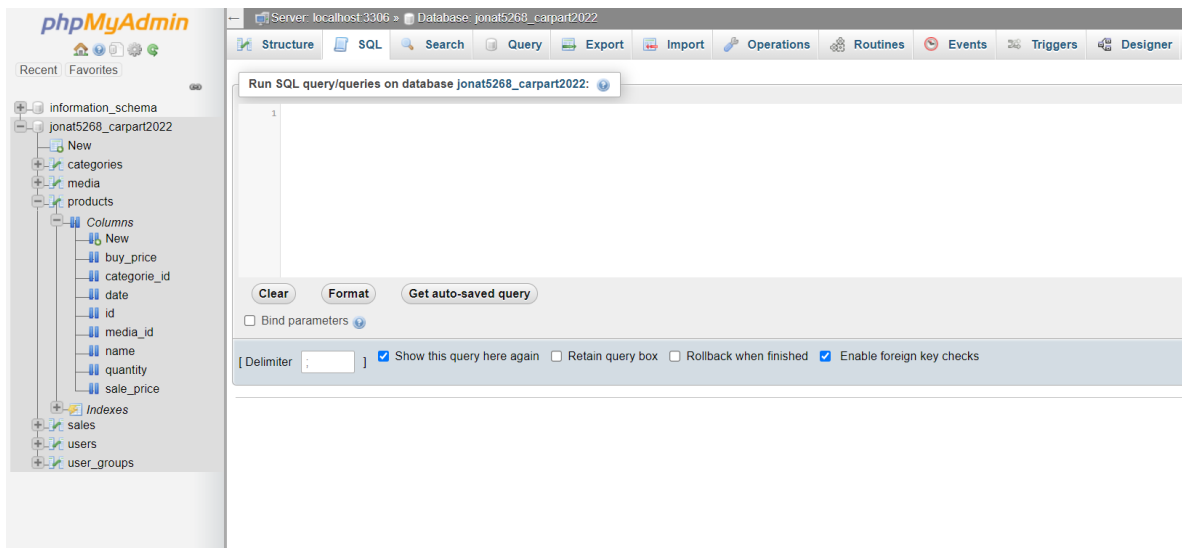 phpMyAdmin
Recent Favorites
information_schema
jonat5268_carpart2022
New
categories
media
products
Columns
New
buy_price
categorie_id
date
id
media_id
name
quantity
sale_price
Indexes
sales
users
user_groups
← Server: localhost:3306 » Database: jonat5268_carpart2022
Structure SQL Search Query Export Import Operations Routines Events Triggers Designer
Run SQL query/queries on database jonat5268_carpart2022:
1
Clear Format Get auto-saved query
Bind parameters
[ Delimiter ; ] Show this query here again Retain query box Rollback when finished Enable foreign key checks